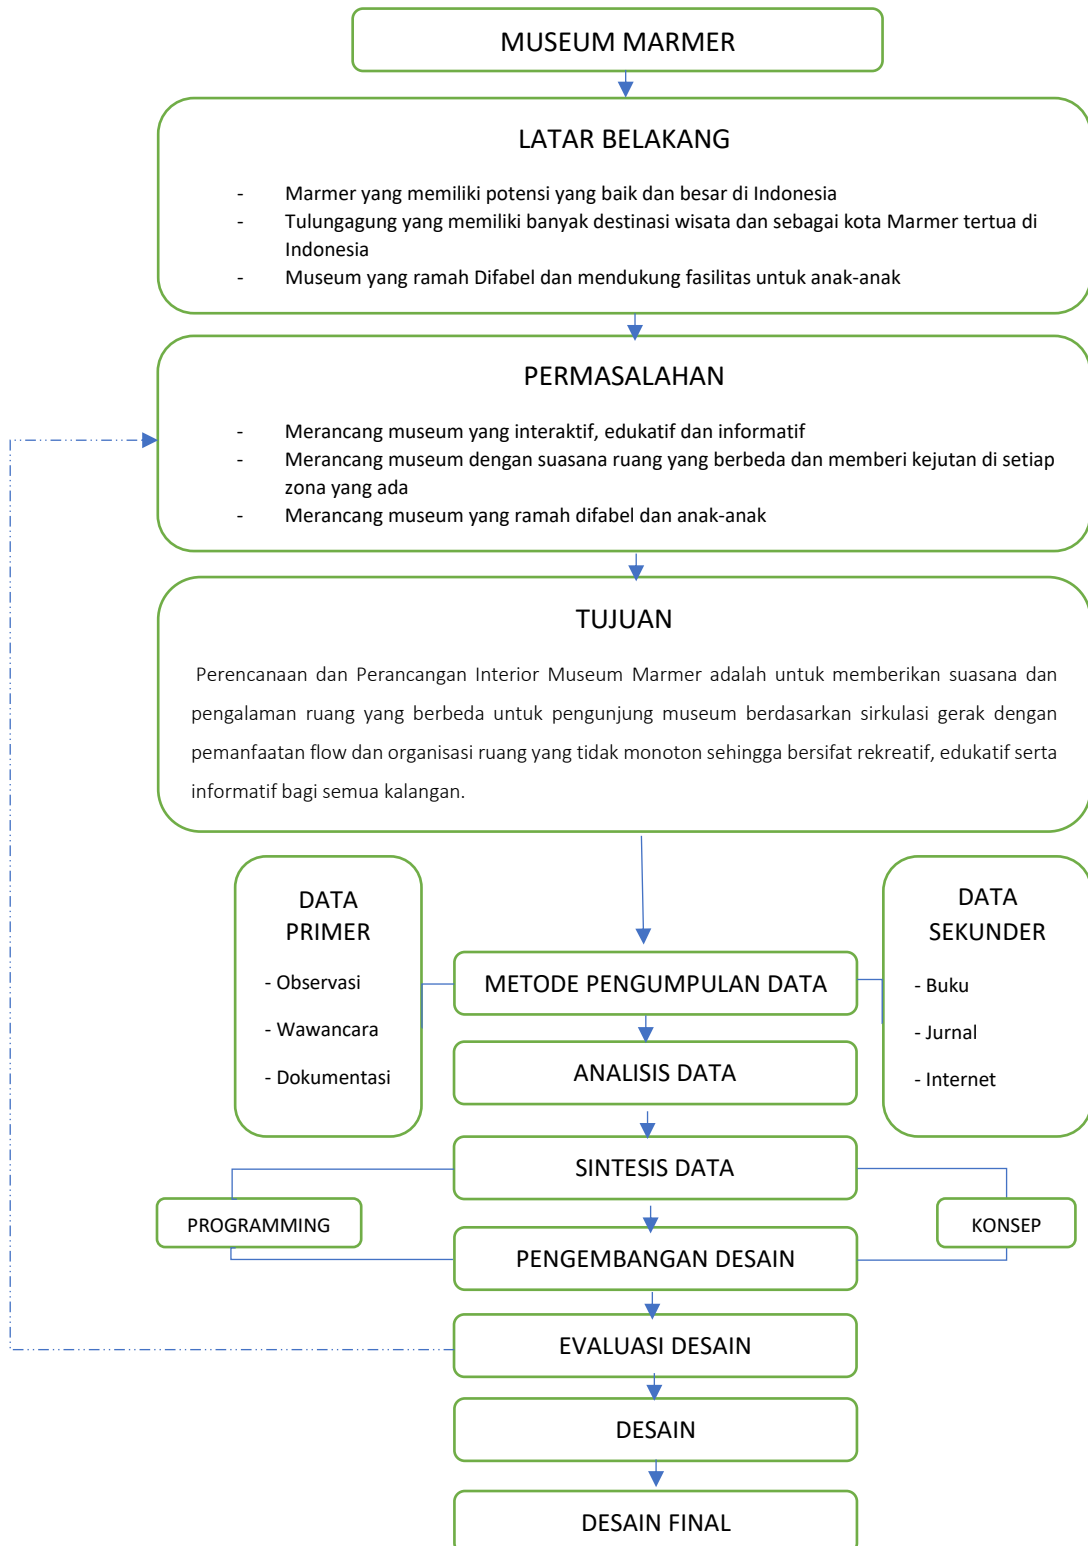 MUSEUM MARMER
LATAR BELAKANG
- Marmer yang memiliki potensi yang baik dan besar di Indonesia
- Tulungagung yang memiliki banyak destinasi wisata dan sebagai kota Marmer tertua di
Indonesia
- Museum yang ramah Difabel dan mendukung fasilitas untuk anak-anak
PERMASALAHAN
- Merancang museum yang interaktif, edukatif dan informatif
- Merancang museum dengan suasana ruang yang berbeda dan memberi kejutan di setiap
zona yang ada
- Merancang museum yang ramah difabel dan anak-anak
TUJUAN
Perencanaan dan Perancangan Interior Museum Marmer adalah untuk memberikan suasana dan
pengalaman ruang yang berbeda untuk pengunjung museum berdasarkan sirkulasi gerak dengan
pemanfaatan flow dan organisasi ruang yang tidak monoton sehingga bersifat rekreatif, edukatif serta
informatif bagi semua kalangan.
DATA
PRIMER
- Observasi
- Wawancara
- Dokumentasi
METODE PENGUMPULAN DATA
DATA
SEKUNDER
- Buku
- Jurnal
- Internet
ANALISIS DATA
SINTESIS DATA
PROGRAMMING
KONSEP
PENGEMBANGAN DESAIN
EVALUASI DESAIN
DESAIN
DESAIN FINAL